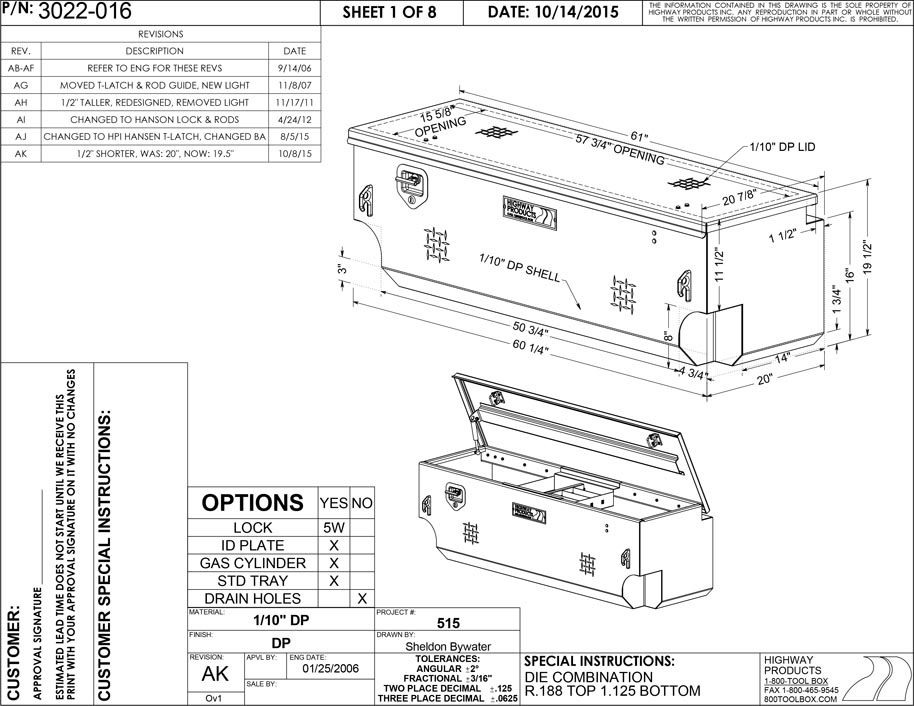 P/N: 3022-016
SHEET 1 OF 8
DATE: 10/14/2015
THE INFORMATION CONTAINED IN THIS DRAWING IS THE SOLE PROPERTY OF
HIGHWAY PRODUCTS INC. ANY REPRODUCTION IN PART OR WHOLE WITHOUT
THE WRITTEN PERMISSION OF HIGHWAY PRODUCTS INC. IS PROHIBITED.
REVISIONS
REV. DESCRIPTION DATE
AB-AF REFER TO ENG FOR THESE REVS 9/14/06
AG MOVED T-LATCH & ROD GUIDE, NEW LIGHT 11/8/07
AH 1/2" TALLER, REDESIGNED, REMOVED LIGHT 11/17/11
AI CHANGED TO HANSON LOCK & RODS 4/24/12
AJ CHANGED TO HPI HANSEN T-LATCH, CHANGED BA 8/5/15
AK 1/2" SHORTER, WAS: 20", NOW: 19.5" 10/8/15
15 5/8"
OPENING
61"
57 3/4" OPENING
1/10" DP LID
20 7/8"
1 1/2"
HIGHWAY
PRODUCTS
11 1/2"
16"
19 1/2"
1/10" DP SHELL
3"
1 3/4"
8"
50 3/4"
60 1/4"
4 3/4"
14"
20"
HIGHWAY
PRODUCTS
CUSTOMER:
APPROVAL SIGNATURE
ESTIMATED LEAD TIME DOES NOT START UNTIL WE RECEIVE THIS
PRINT WITH YOUR APPROVAL SIGNATURE ON IT WITH NO CHANGES
CUSTOMER SPECIAL INSTRUCTIONS:
OPTIONS YES NO
LOCK 5W
ID PLATE X
GAS CYLINDER X
STD TRAY X
DRAIN HOLES X
MATERIAL:
1/10" DP
FINISH:
DP
REVISION:
AK
Ov1
APVL BY:
ENG DATE:
01/25/2006
SALE BY:
PROJECT #:
515
DRAWN BY:
Sheldon Bywater
TOLERANCES:
ANGULAR ±2°
FRACTIONAL ±3/16"
TWO PLACE DECIMAL ±.125
THREE PLACE DECIMAL ±.0625
SPECIAL INSTRUCTIONS:
DIE COMBINATION
R.188 TOP 1.125 BOTTOM
HIGHWAY
PRODUCTS
1-800-TOOL BOX
FAX 1-800-465-9545
800TOOLBOX.COM